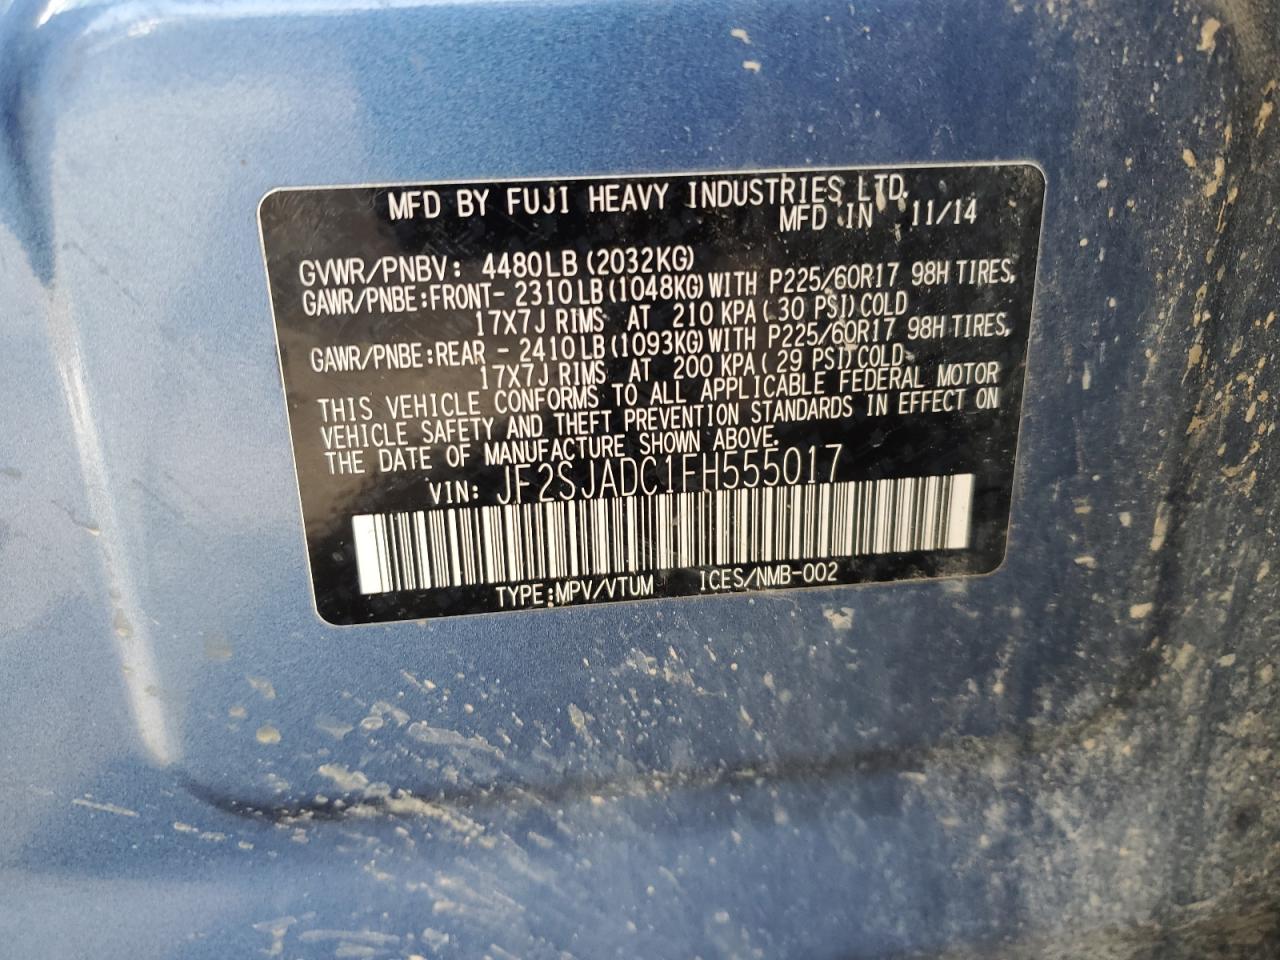 MFD BY FUJI HEAVY INDUSTRIES LTD.
MFD IN 11/14
GVWR/PNBV: 4480LB (2032KG)
GAWR/PNBE:FRONT- 2310LB (1048KG) WITH P225/60R17 98H TIRES,
17X7J RIMS AT 210 KPA ( 30 PSI) COLD
GAWR/PNBE:REAR - 2410LB (1093KG) WITH P225/60R17 98H TIRES,
17X7J RIMS AT 200 KPA ( 29 PSI) COLD
THIS VEHICLE CONFORMS TO ALL APPLICABLE FEDERAL MOTOR
VEHICLE SAFETY AND THEFT PREVENTION STANDARDS IN EFFECT ON
THE DATE OF MANUFACTURE SHOWN ABOVE.
VIN: JF2SJADC1FH555017
TYPE:MPV/VTUM ICES/NMB-002